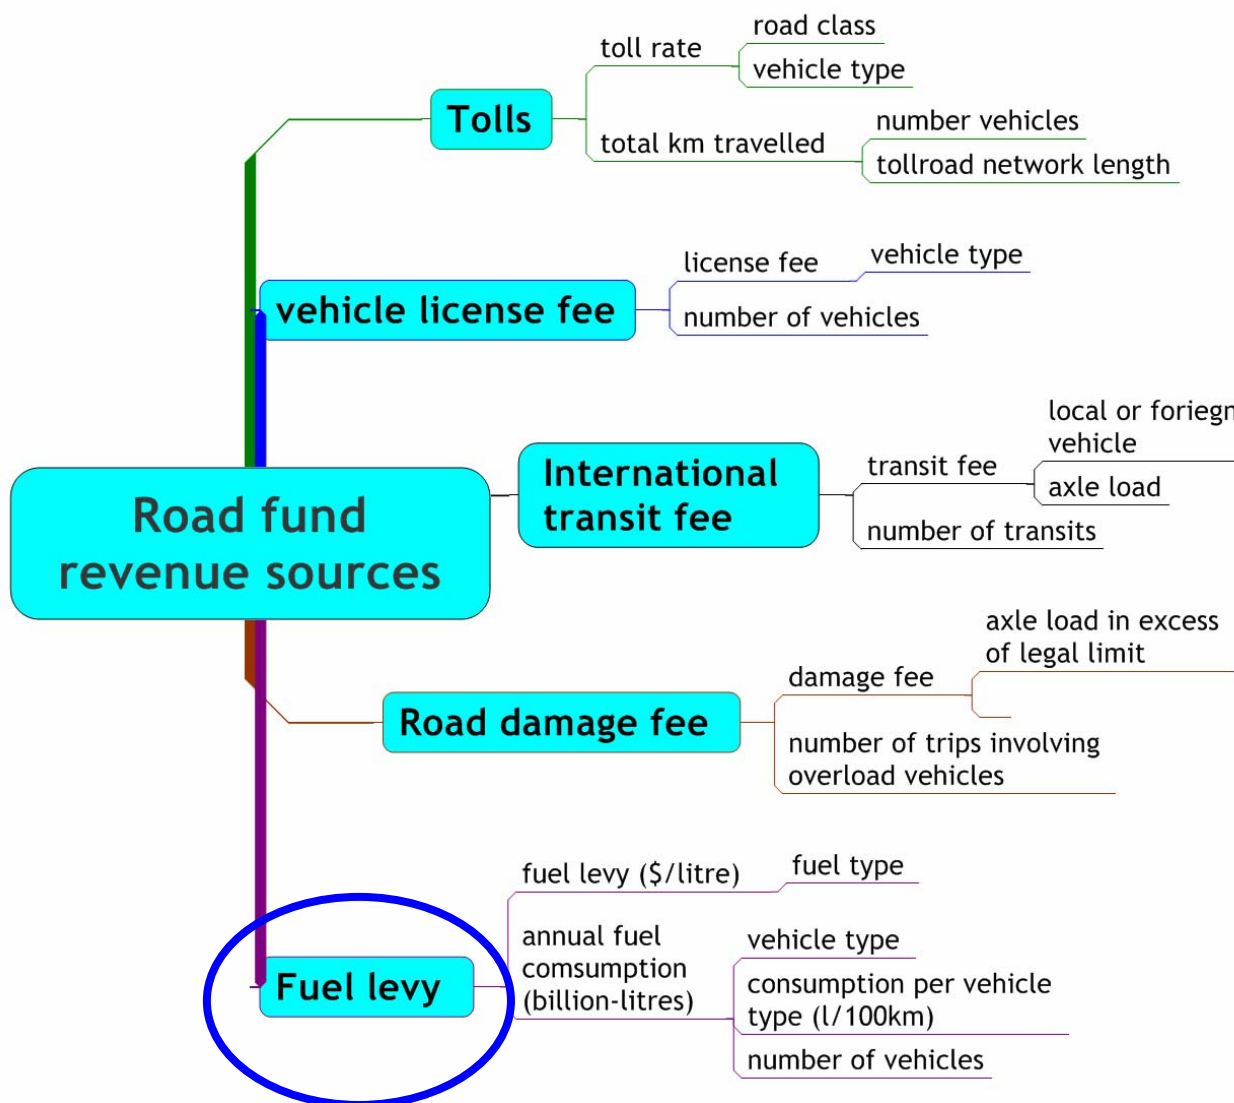 road class
toll rate
vehicle type
Tolls
number vehicles
total km travelled
tollroad network length
vehicle type
license fee
vehicle license fee
number of vehicles
local or foriegn
vehicle
International
transit fee
transit fee
axle load
number of transits
Road fund
revenue sources
axle load in excess
of legal limit
damage fee
Road damage fee
number of trips involving
overload vehicles
fuel levy ($/litre)
fuel type
annual fuel
comsumption
(billion-litres)
vehicle type
consumption per vehicle
type (l/100km)
number of vehicles
Fuel levy